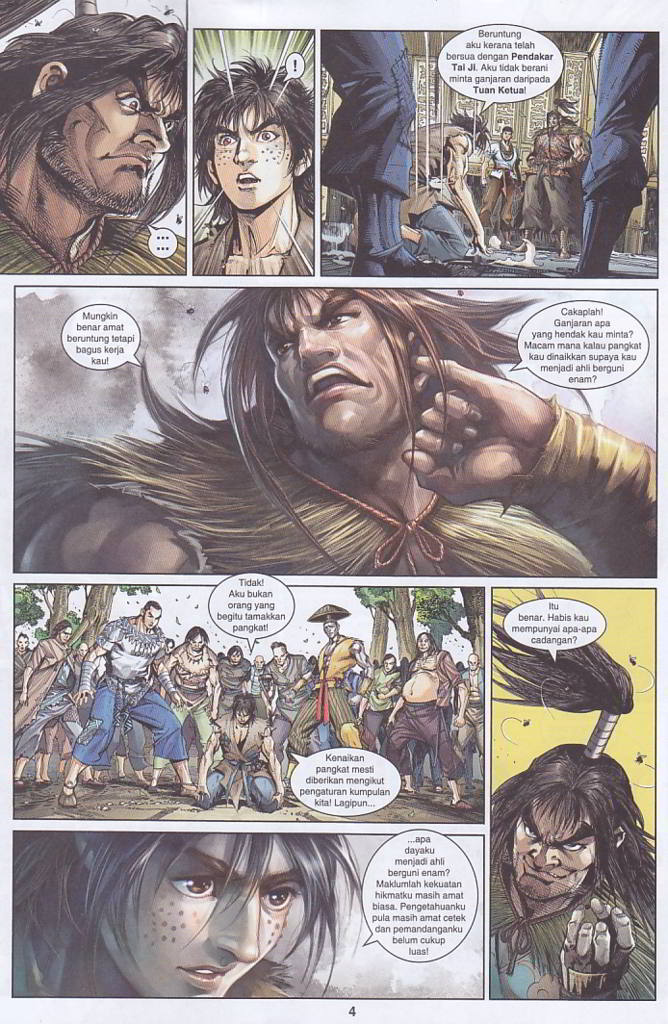 ...
...
!
Beruntung
aku kerana telah
bersua dengan Pendakar
Tai Ji. Aku tidak berani
minta ganjaran daripada
Tuan Ketua!
Mungkin
benar amat
beruntung tetapi
bagus kerja
kau!
Cakaplah!
Ganjaran apa
yang hendak kau minta?
Macam mana kalau pangkat
kau dinaikkan supaya kau
menjadi ahli berguni
enam?
Tidak!
Aku bukan
orang yang
begitu tamakkan
pangkat!
Kenaikan
pangkat mesti
diberikan mengikut
pengaturan kumpulan
kita! Lagipun...
Itu
benar. Habis kau
mempunyai apa-apa
cadangan?
...apa
dayaku
menjadi ahli
berguni enam?
Maklumlah kekuatan
hikmatku masih amat
biasa. Pengetahuanku
pula masih amat cetek
dan pemandanganku
belum cukup
luas!
4